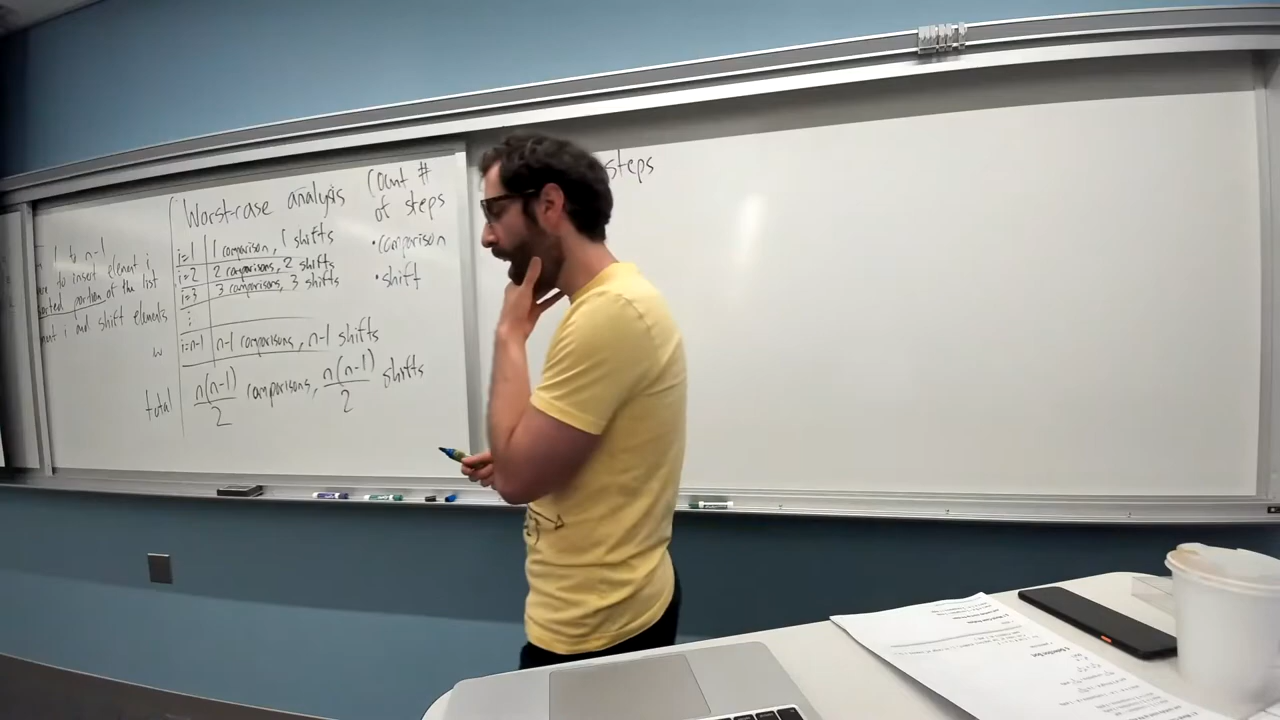 1 to n-1
to insert element i
sorted portion of the list
i and shift elements
Worst-case analysis
i=1 1 comparison, 1 shifts
i=2 2 comparisons, 2 shifts
i=3 3 comparisons, 3 shifts
⋮
i=n-1 n-1 comparisons, n-1 shifts
total n(n-1)/2 comparisons, n(n-1)/2 shifts
Count #
of steps
•comparison
•shift
steps